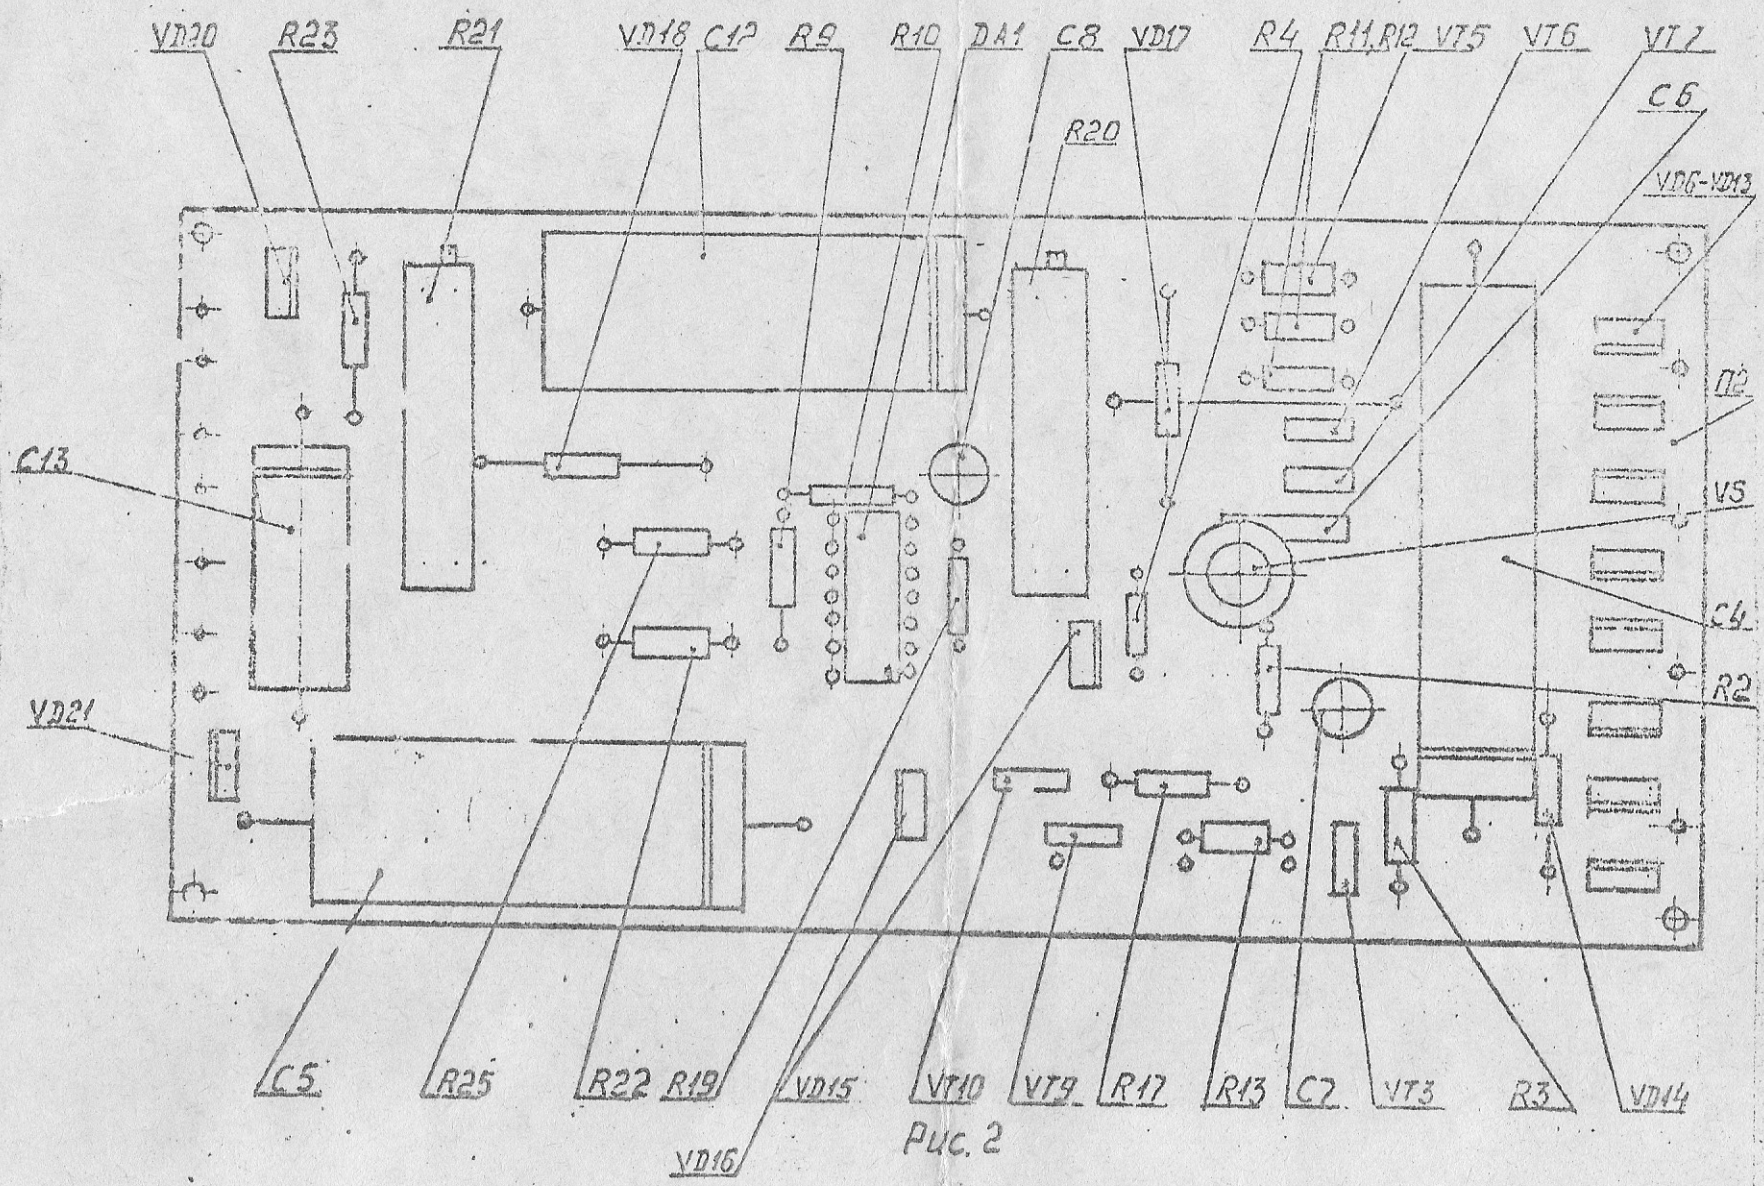 VD20 R23 R21 VD18 C12 R9 R10 DA1 C8 VD17 R4 R11,R12 VT5 VT6 VT7
C6
R20
VD6-VD13
П2
C13
VS
C4
R2
VD21
C5 R25 R22 R19 VD15 VT10 VT9 R17 R13 C7 VT3 R3 VD14
Рис. 2
VD16